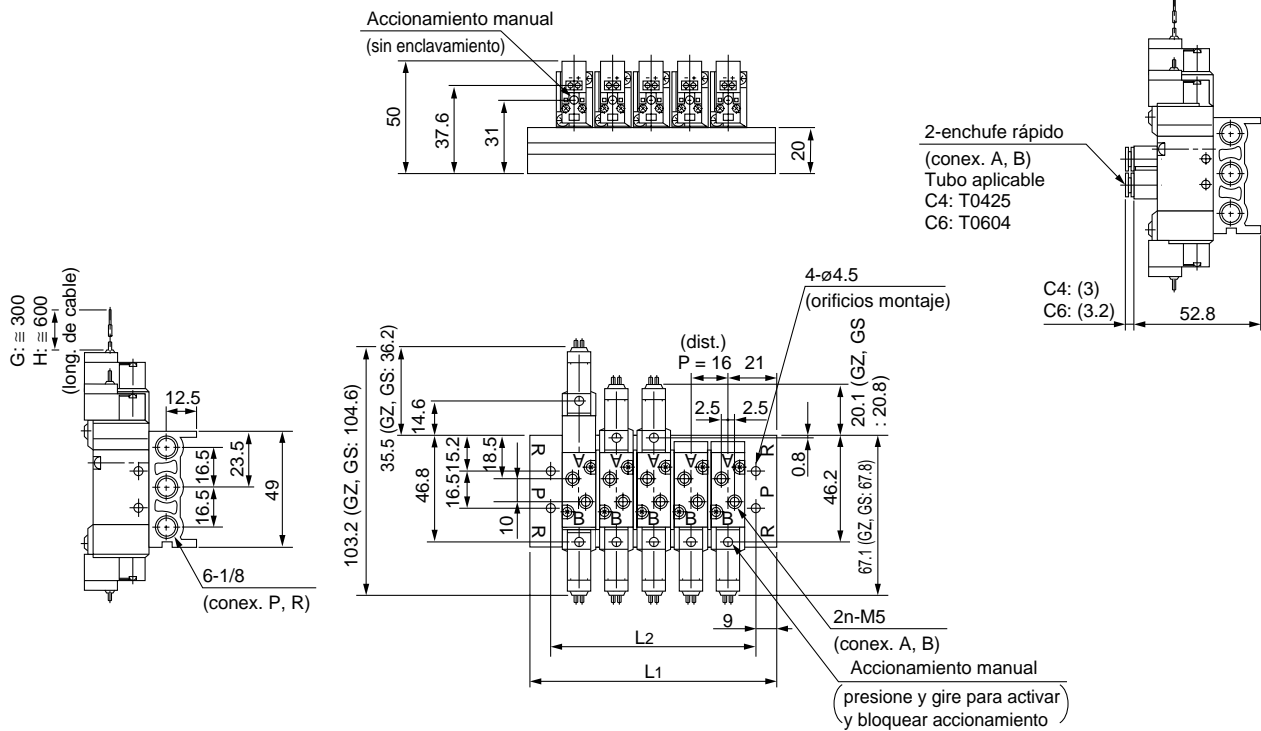 Accionamiento manual
(sin enclavamiento)
50
37.6
31
20
2-enchufe rápido
(conex. A, B)
Tubo aplicable
C4: T0425
C6: T0604
C4: (3)
C6: (3.2)
52.8
G: ≅ 300
H: ≅ 600
(long. de cable)
12.5
16.5
16.5
23.5
49
6-1/8
(conex. P, R)
4-ø4.5
(orificios montaje)
(dist.)
P = 16
21
2.5
2.5
20.1 (GZ, GS
: 20.8)
103.2 (GZ, GS: 104.6)
35.5 (GZ, GS: 36.2)
14.6
46.8
15.2
18.5
16.5
10
0.8
46.2
67.1 (GZ, GS: 67.8)
R
P
R
A A A A A
B B B B B
R
P
R
9
L2
L1
2n-M5
(conex. A, B)
Accionamiento manual
(presione y gire para activar
y bloquear accionamiento)